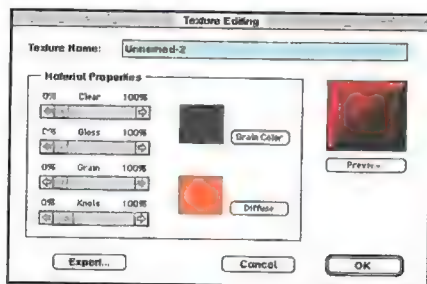 Texture Editing
Texture Name: Unnamed-2
Material Properties
0% Clear 100%
0% Gloss 100%
Grain Color
0% Grain 100%
Preview
0% Knots 100%
Diffuse
Expert... Cancel OK